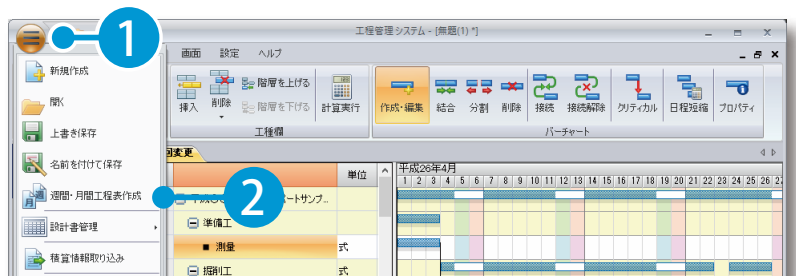 工程管理システム - [無題(1) *]
1
画面 設定 ヘルプ
新規作成
開く
上書き保存
名前を付けて保存
週間・月間工程表作成
設計書管理
積算情報取り込み
2
挿入 削除 階層を上げる 階層を下げる 計算実行
工種欄
作成・編集 結合 分割 削除 接続 接続解除 クリティカル 日程短縮 プロパティ
バーチャート
変更
単位
平成26年4月
1 2 3 4 5 6 7 8 9 10 11 12 13 14 15 16 17 18 19 20 21 22 23 24 25 26 27
ートサンプ..
準備工
測量 式
掘削工 式